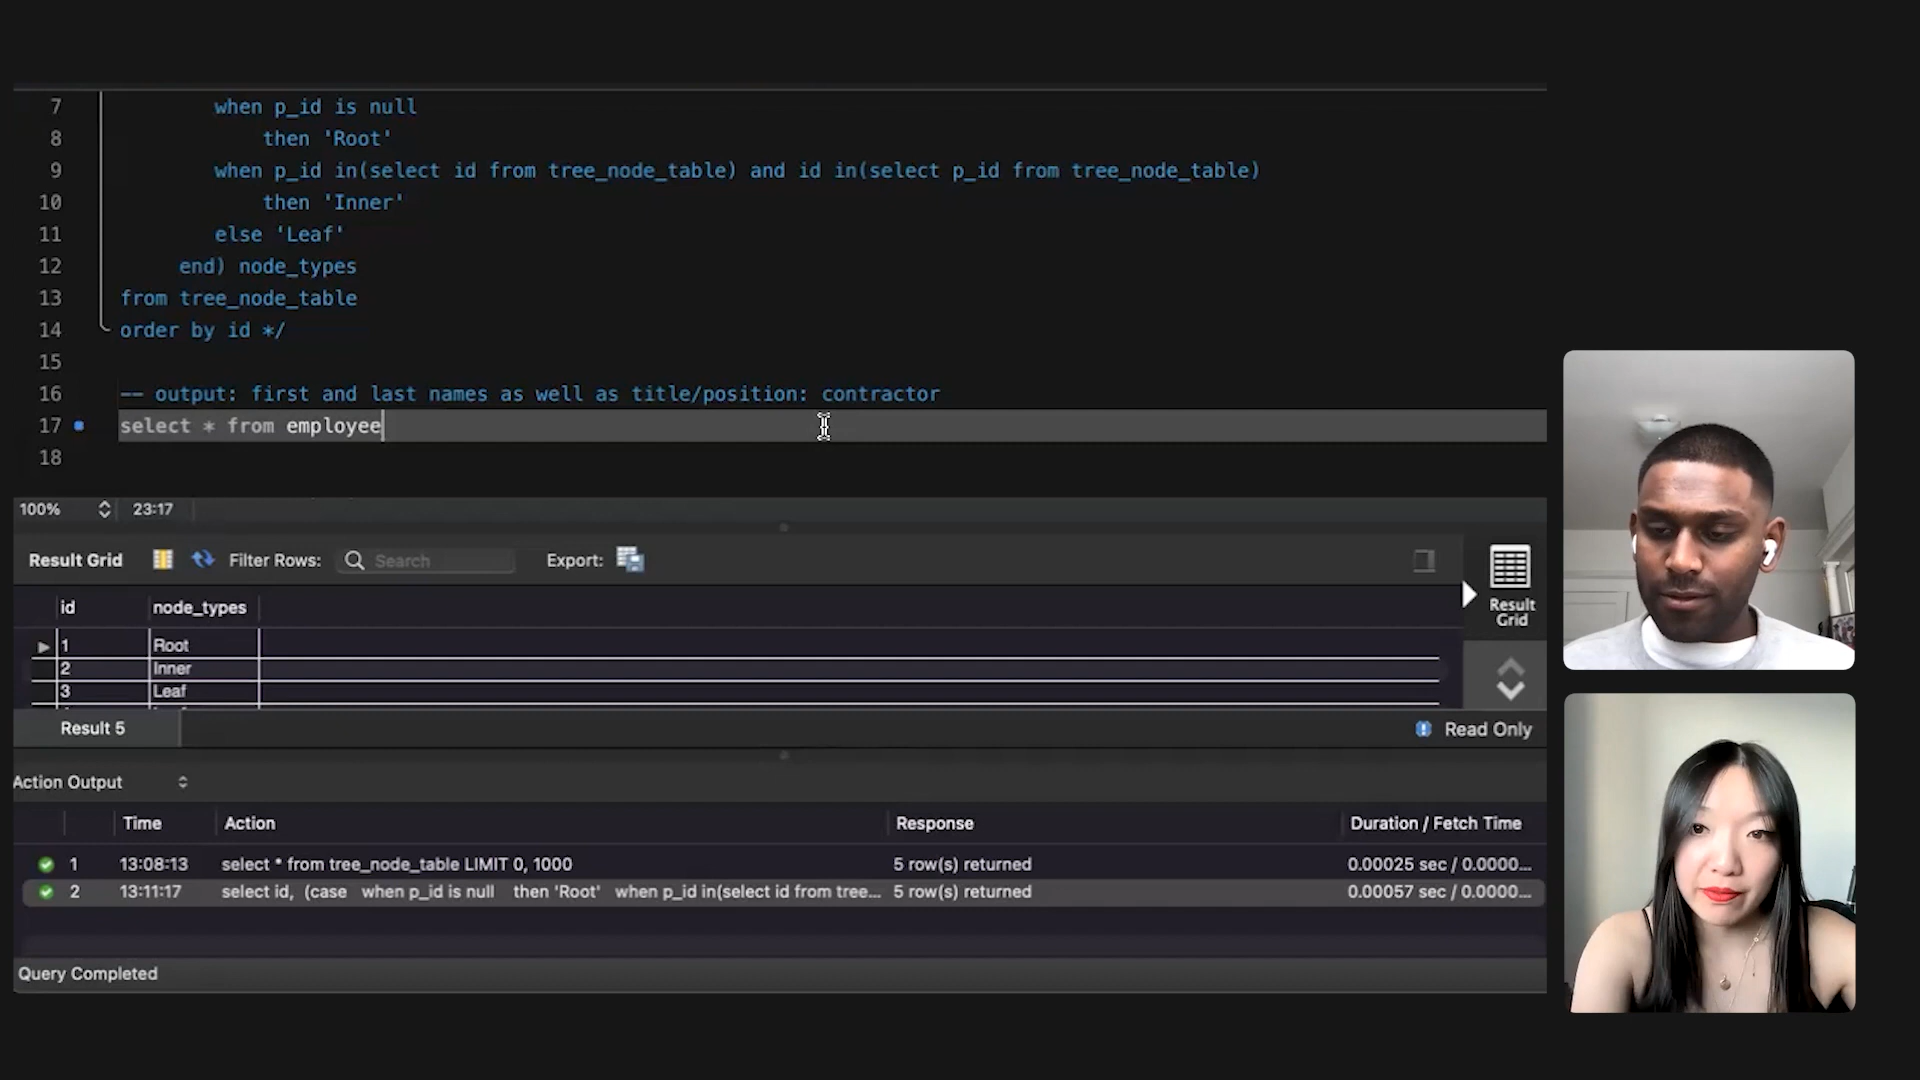 7 when p_id is null
8 then 'Root'
9 when p_id in(select id from tree_node_table) and id in(select p_id from tree_node_table)
10 then 'Inner'
11 else 'Leaf'
12 end) node_types
13 from tree_node_table
14 order by id */
15
16 -- output: first and last names as well as title/position: contractor
17 select * from employee
18
100% 23:17
Result Grid Filter Rows: Search Export:
Result Grid
id node_types
1 Root
2 Inner
3 Leaf
Result 5 Read Only
Action Output
Time Action Response Duration / Fetch Time
1 13:08:13 select * from tree_node_table LIMIT 0, 1000 5 row(s) returned 0.00025 sec / 0.0000...
2 13:11:17 select id, (case when p_id is null then 'Root' when p_id in(select id from tree... 5 row(s) returned 0.00057 sec / 0.0000...
Query Completed